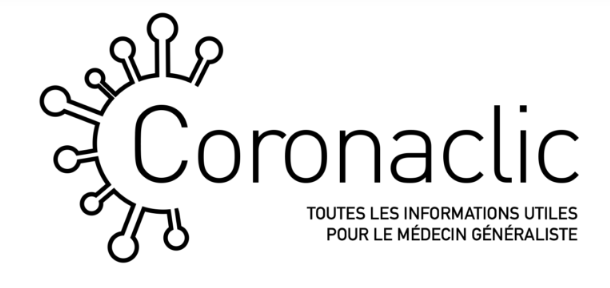 Coronaclic
TOUTES LES INFORMATIONS UTILES
POUR LE MÉDECIN GÉNÉRALISTE